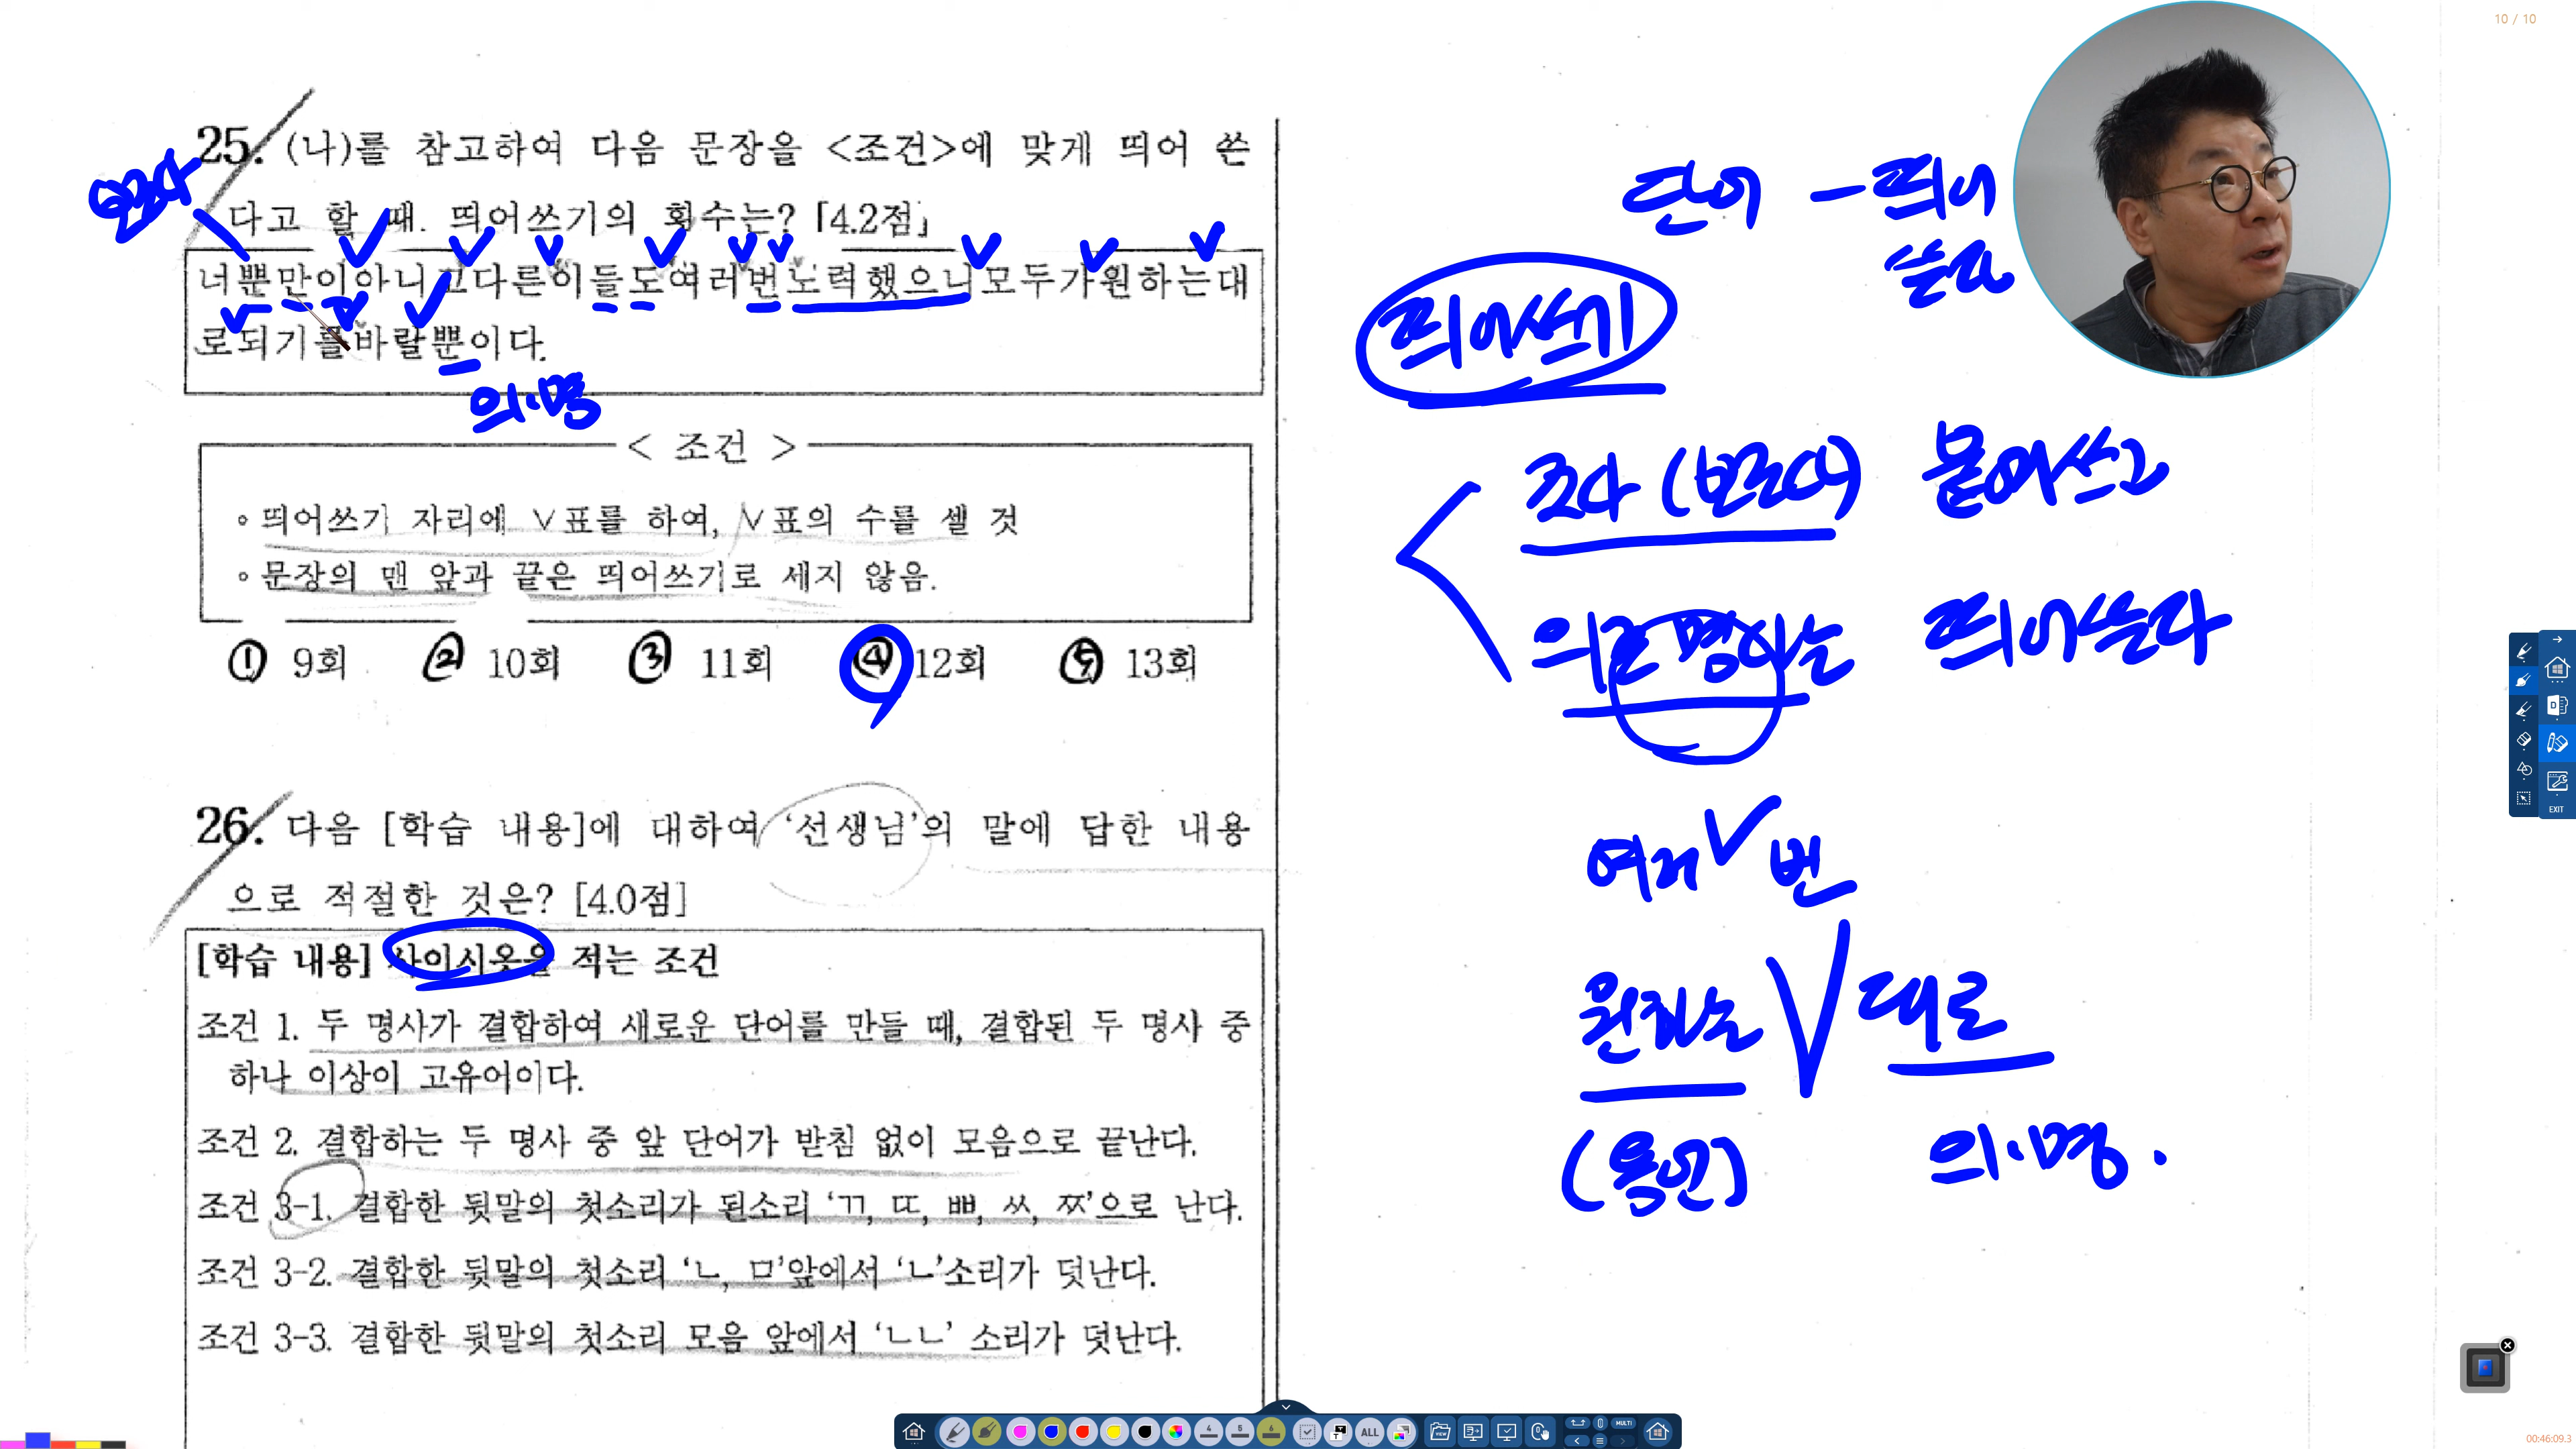 10 / 10
25. (나)를 참고하여 다음 문장을 <조건>에 맞게 띄어 쓴
다고 할 때. 띄어쓰기의 횟수는? 「4.2점」
너뿐만이아니고다른이들도여러번노력했으니모두가원하는대
로되기를바랄뿐이다.
의·명
< 조건 >
◦ 띄어쓰기 자리에 ∨표를 하여, ∨표의 수를 셀 것
◦ 문장의 맨 앞과 끝은 띄어쓰기로 세지 않음.
① 9회 ② 10회 ③ 11회 ④ 12회 ⑤ 13회
26. 다음 [학습 내용]에 대하여 '선생님'의 말에 답한 내용
으로 적절한 것은? [4.0점]
[학습 내용] 사이시옷을 적는 조건
조건 1. 두 명사가 결합하여 새로운 단어를 만들 때, 결합된 두 명사 중
하나 이상이 고유어이다.
조건 2. 결합하는 두 명사 중 앞 단어가 받침 없이 모음으로 끝난다.
조건 3-1. 결합한 뒷말의 첫소리가 된소리 'ㄲ, ㄸ, ㅃ, ㅆ, ㅉ'으로 난다.
조건 3-2. 결합한 뒷말의 첫소리 'ㄴ, ㅁ'앞에서 'ㄴ'소리가 덧난다.
조건 3-3. 결합한 뒷말의 첫소리 모음 앞에서 'ㄴㄴ' 소리가 덧난다.
단어 - 띄어
쓴다
띄어쓰기
조사 (보조사) 붙여쓰고
의존 명사는 띄어쓴다
여러 ∨ 번
원하는 ∨ 대로
(용언) 의·명.
EXIT
4 5 6 ALL VIEW MULTI
00:46:09.3